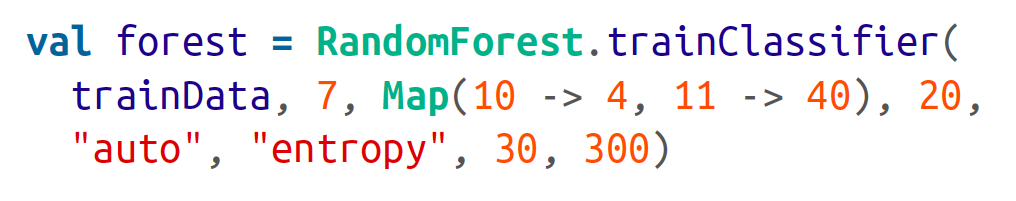 val forest = RandomForest.trainClassifier(
trainData, 7, Map(10 -> 4, 11 -> 40), 20,
"auto", "entropy", 30, 300)